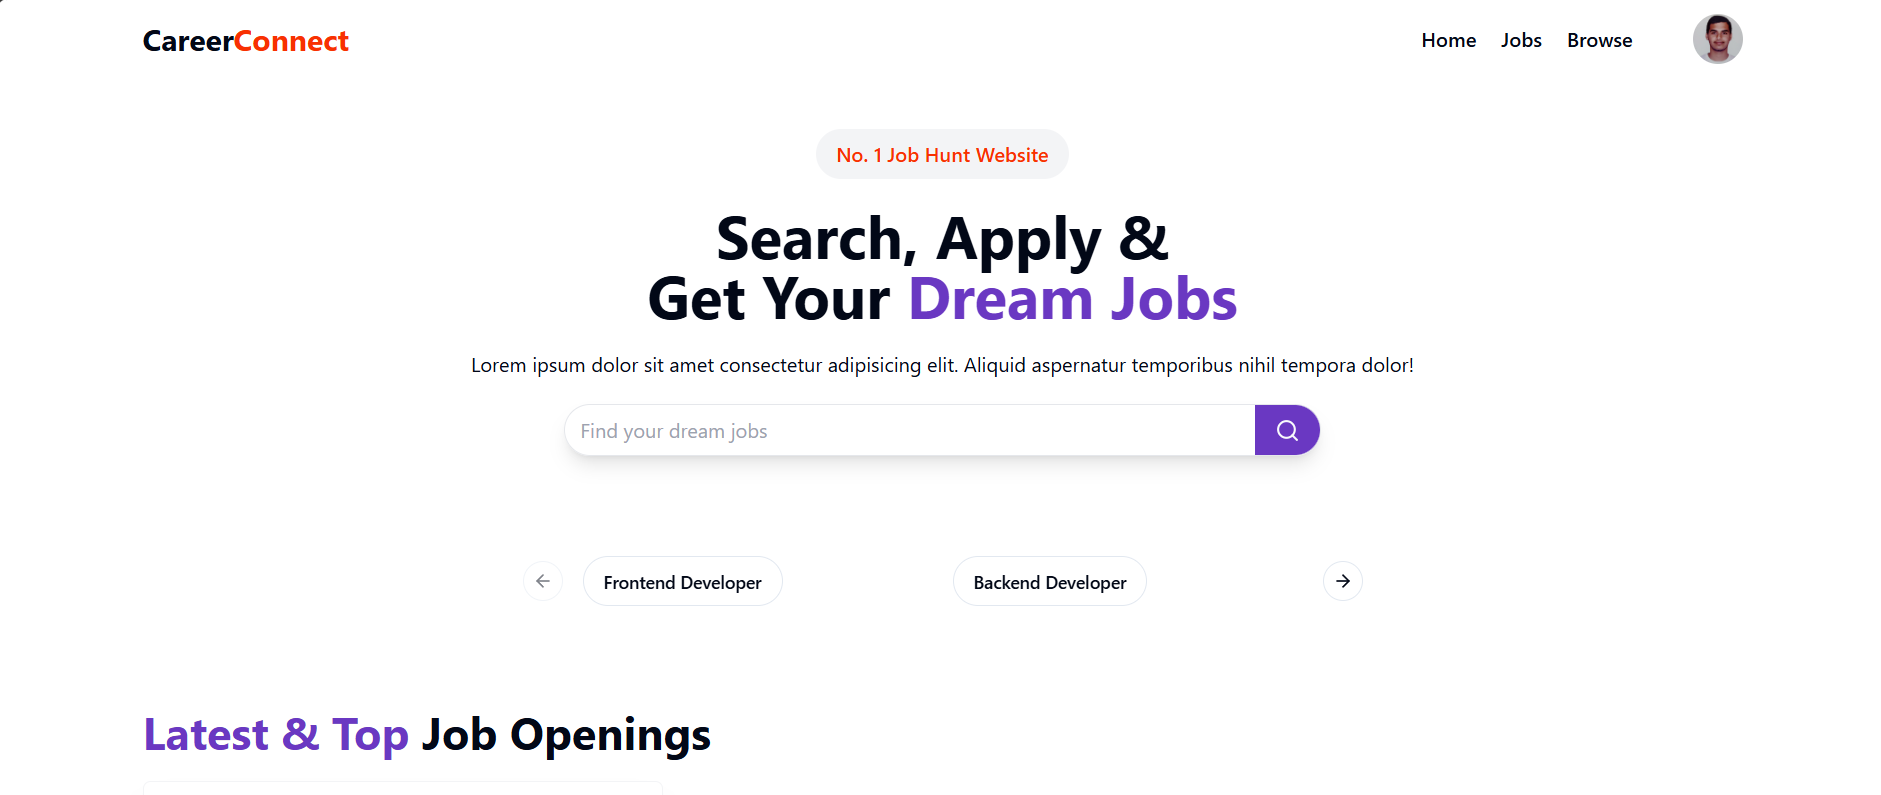 CareerConnect
Home Jobs Browse
No. 1 Job Hunt Website
Search, Apply &
Get Your Dream Jobs
Lorem ipsum dolor sit amet consectetur adipisicing elit. Aliquid aspernatur temporibus nihil tempora dolor!
Find your dream jobs
Frontend Developer
Backend Developer
Latest & Top Job Openings